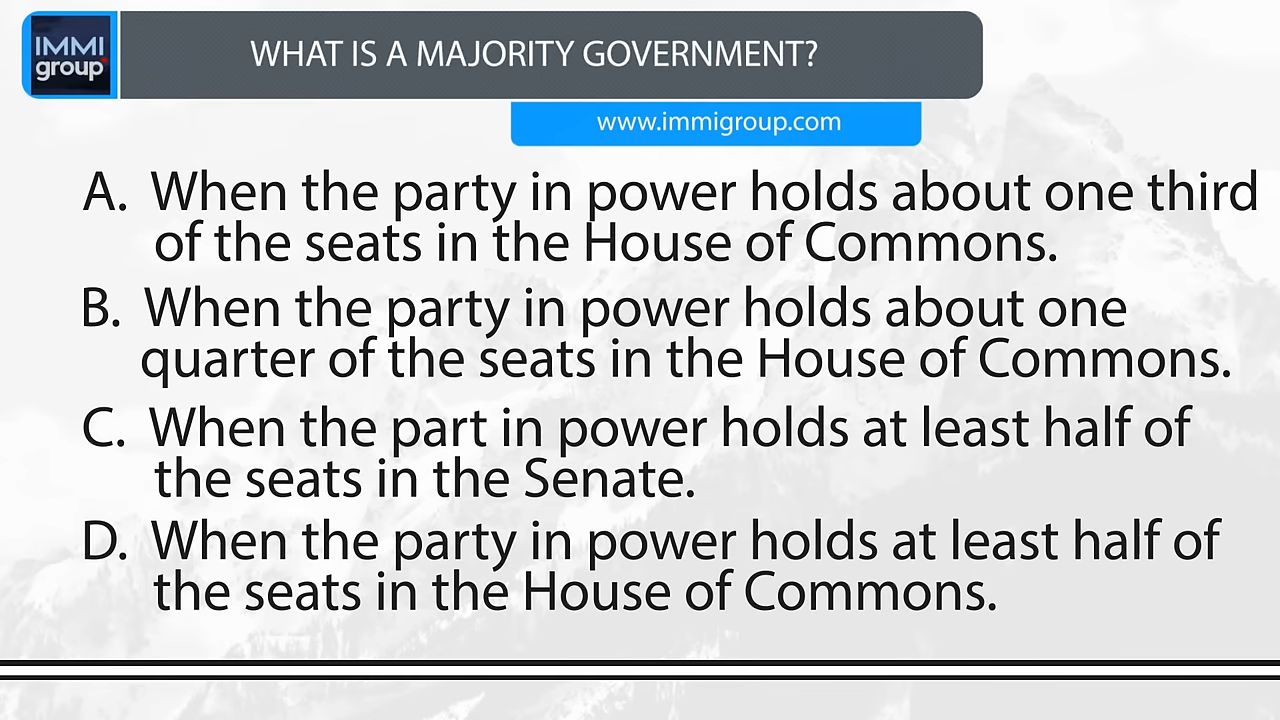 IMMI
group
WHAT IS A MAJORITY GOVERNMENT?
www.immigroup.com
A. When the party in power holds about one third
of the seats in the House of Commons.
B. When the party in power holds about one
quarter of the seats in the House of Commons.
C. When the part in power holds at least half of
the seats in the Senate.
D. When the party in power holds at least half of
the seats in the House of Commons.